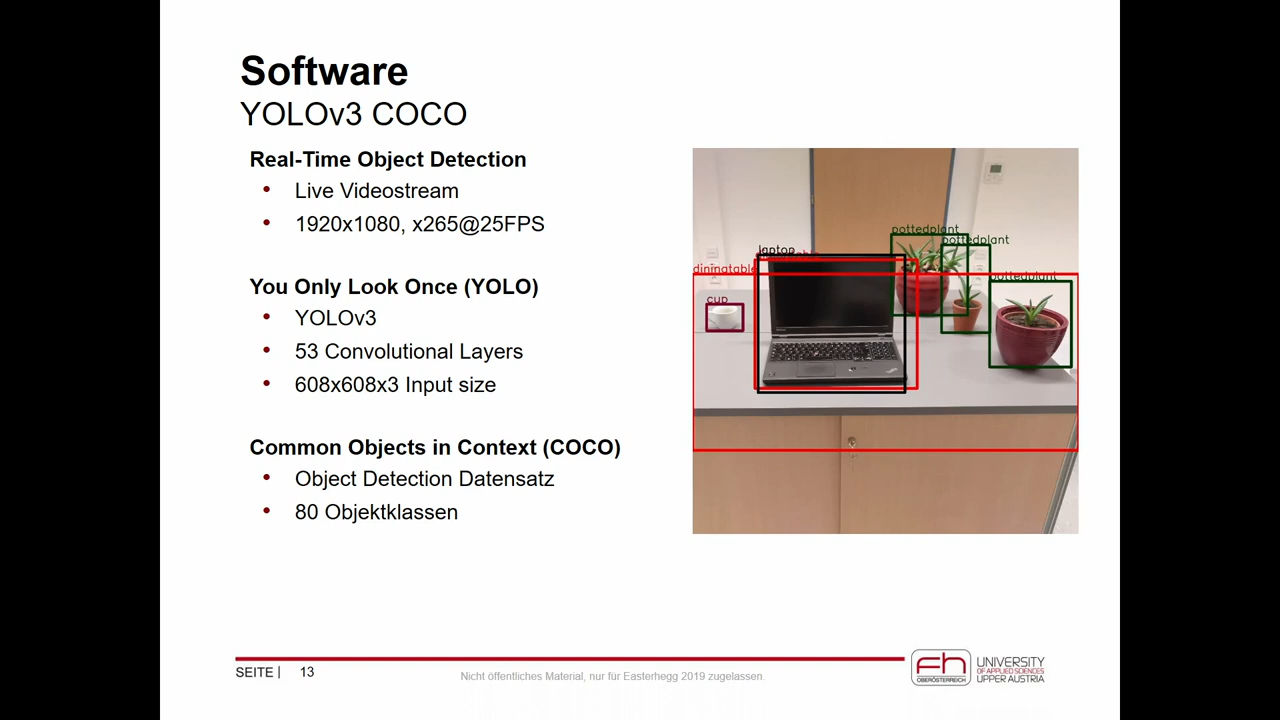 Software
YOLOv3 COCO
Real-Time Object Detection
• Live Videostream
• 1920x1080, x265@25FPS
You Only Look Once (YOLO)
• YOLOv3
• 53 Convolutional Layers
• 608x608x3 Input size
Common Objects in Context (COCO)
• Object Detection Datensatz
• 80 Objektklassen
pottedplant
pottedplant
laptop
diningtable
pottedplant
cup
SEITE | 13
Nicht öffentliches Material, nur für Easterhegg 2019 zugelassen.
fh
OBERÖSTERREICH
UNIVERSITY
OF APPLIED SCIENCES
UPPER AUSTRIA